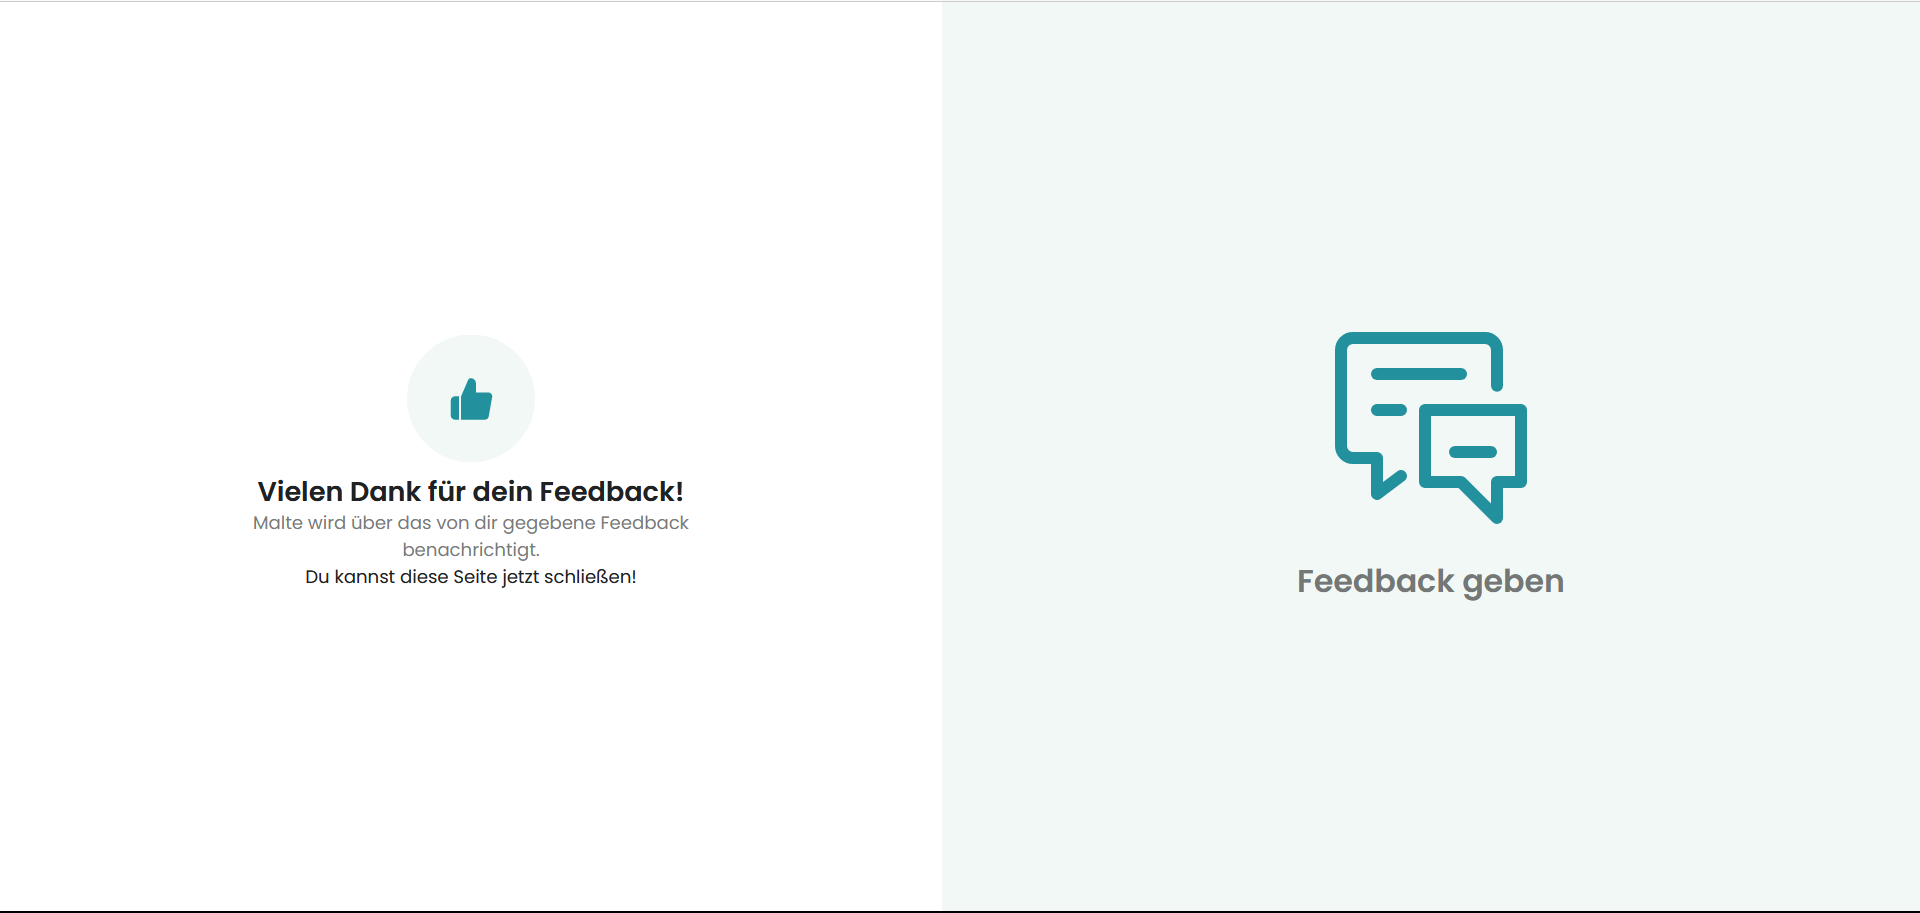 Vielen Dank für dein Feedback!
Malte wird über das von dir gegebene Feedback
benachrichtigt.
Du kannst diese Seite jetzt schließen!
Feedback geben